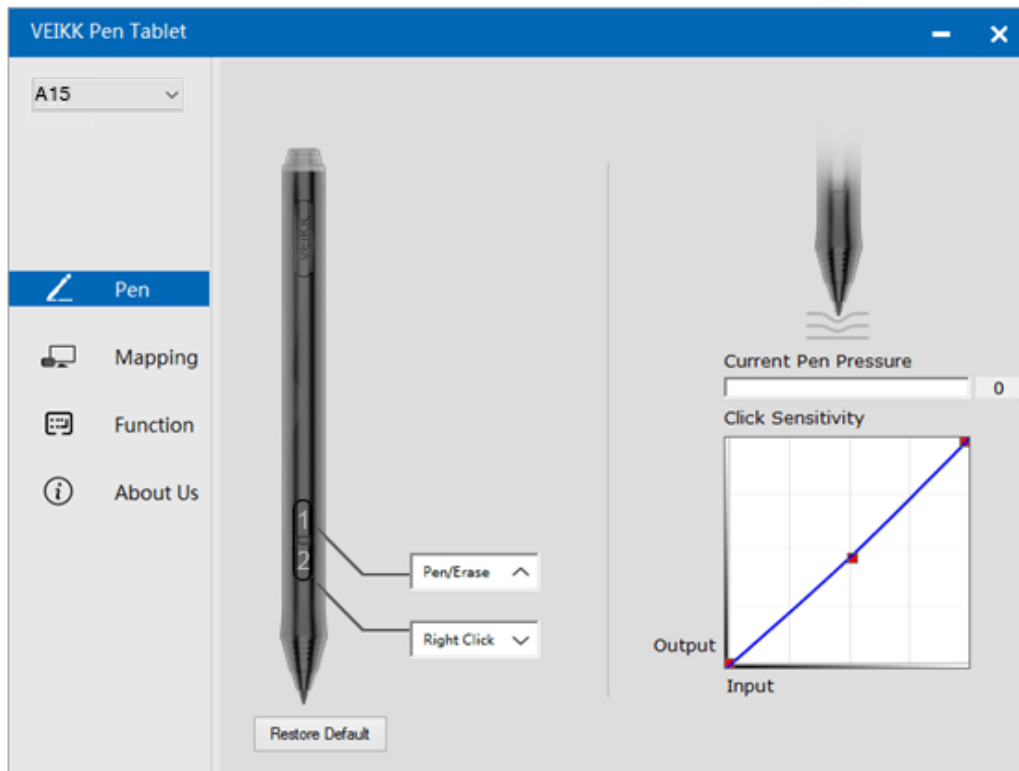 VEIKK Pen Tablet
A15
Pen
Mapping
Function
About Us
VEIKK
1
2
Pen/Erase
Right Click
Restore Default
Current Pen Pressure
0
Click Sensitivity
Output
Input